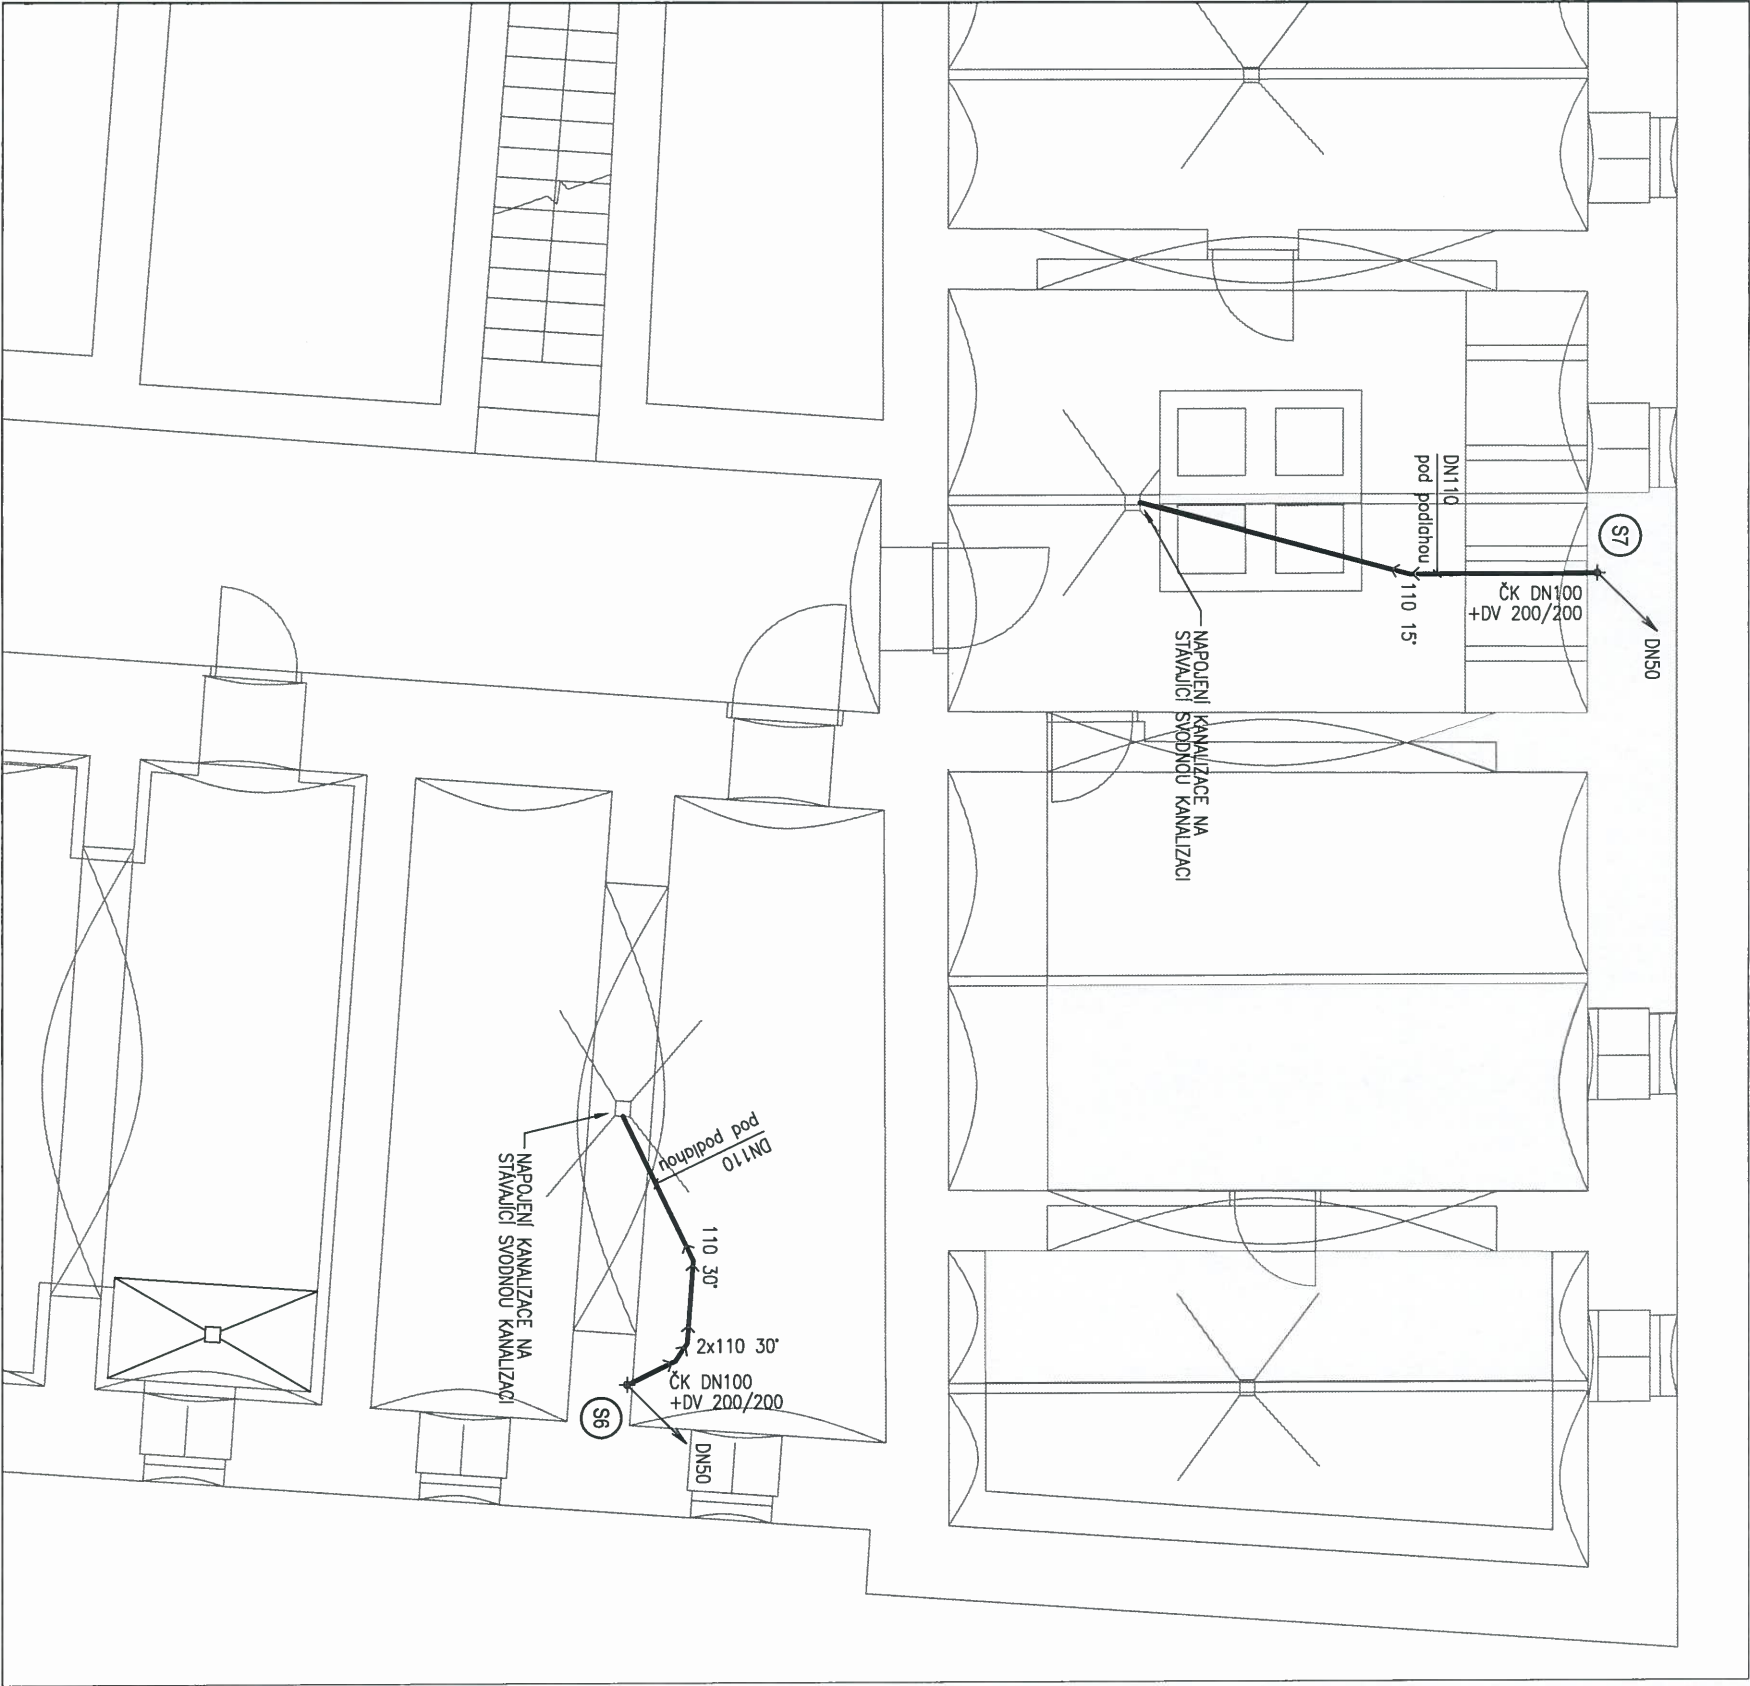 S7
DN110
pod podlahou
ČK DN100
+DV 200/200
110 15°
DN50
NAPOJENÍ KANALIZACE NA
STÁVAJÍCÍ SVODNOU KANALIZACI
pod podlahou
DN110
110 30°
2x110 30°
ČK DN100
+DV 200/200
NAPOJENÍ KANALIZACE NA
STÁVAJÍCÍ SVODNOU KANALIZACI
S6
DN50